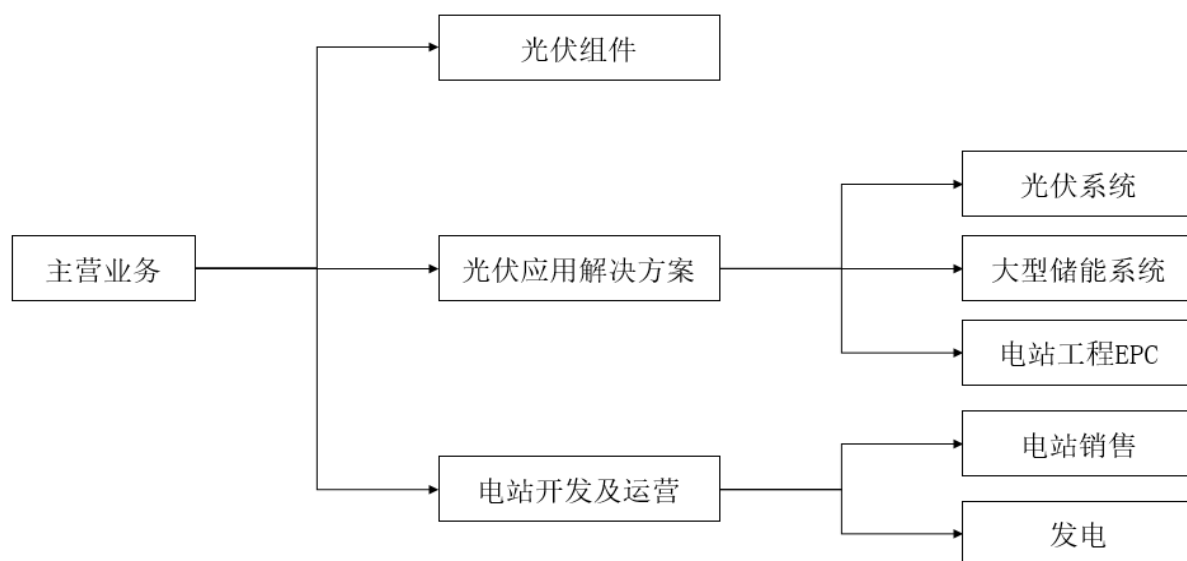 光伏组件
光伏系统
主营业务
光伏应用解决方案
大型储能系统
电站工程EPC
电站销售
电站开发及运营
发电